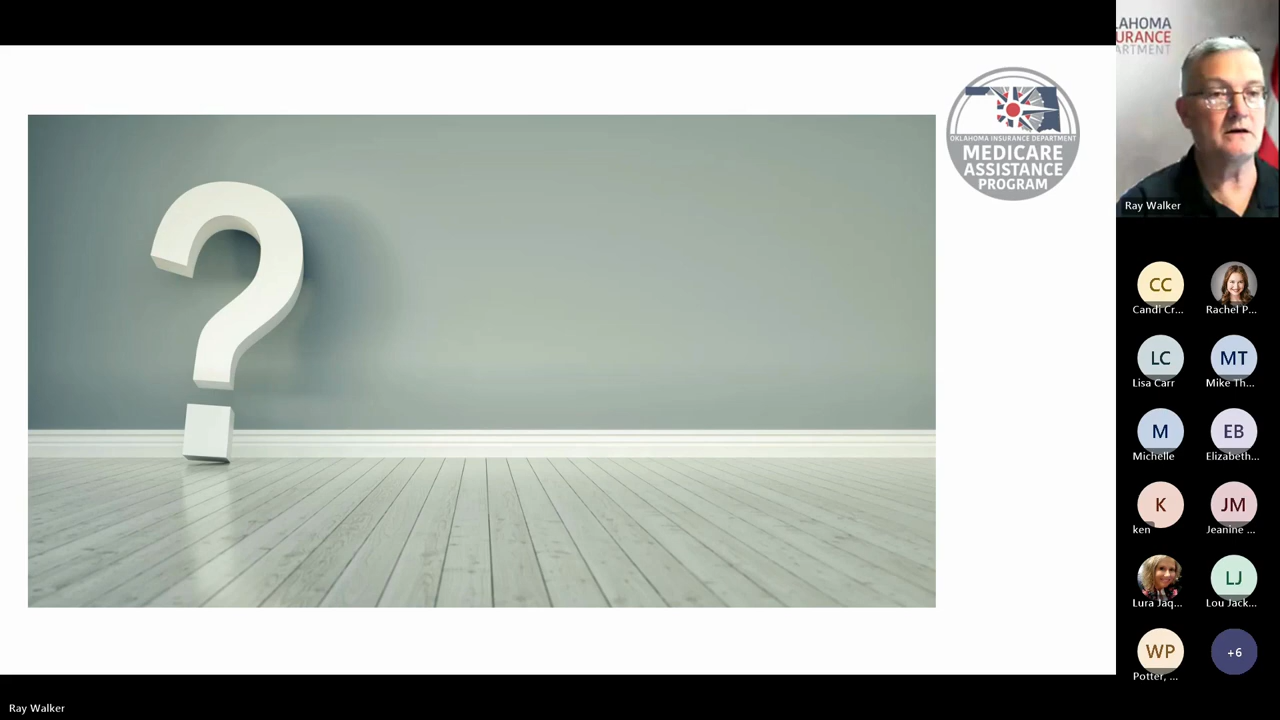 OKLAHOMA INSURANCE DEPARTMENT
MEDICARE
ASSISTANCE
PROGRAM
?
LAHOMA
URANCE
ARTMENT
Ray Walker
CC
Candi Cr...
Rachel P...
LC
Lisa Carr
MT
Mike Th...
M
Michelle
EB
Elizabeth...
K
ken
JM
Jeanine ...
Lura Jaq...
LJ
Lou Jack...
WP
Potter, ...
+6
Ray Walker